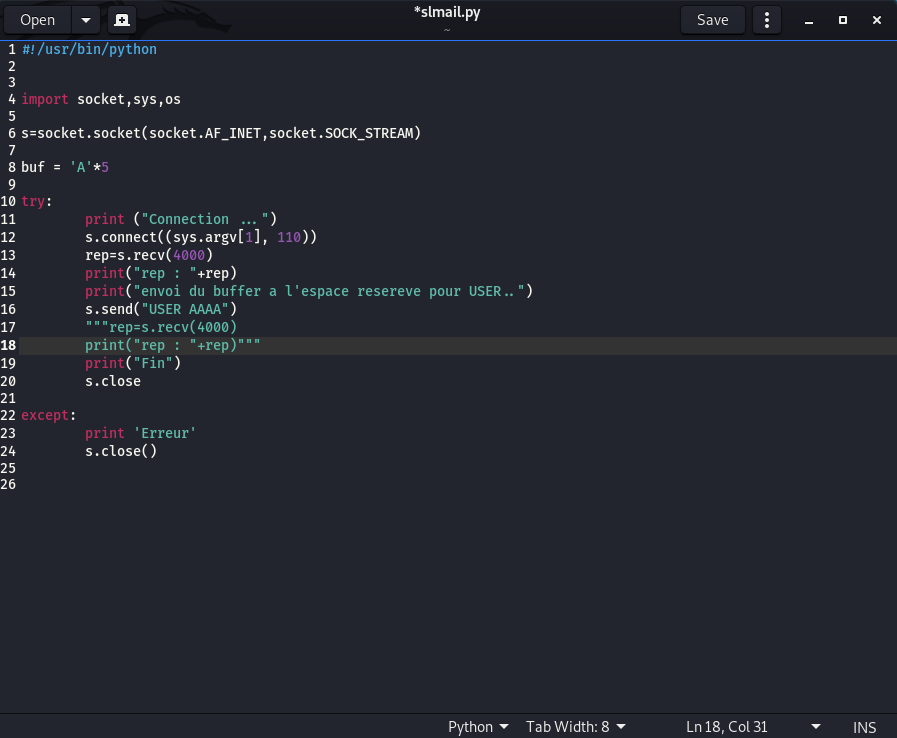 Open
*slmail.py
~
Save
1 #!/usr/bin/python
2
3
4 import socket,sys,os
5
6 s=socket.socket(socket.AF_INET,socket.SOCK_STREAM)
7
8 buf = 'A'*5
9
10 try:
11         print ("Connection ...")
12         s.connect((sys.argv[1], 110))
13         rep=s.recv(4000)
14         print("rep : "+rep)
15         print("envoi du buffer a l'espace resereve pour USER..")
16         s.send("USER AAAA")
17         """rep=s.recv(4000)
18         print("rep : "+rep)"""
19         print("Fin")
20         s.close
21
22 except:
23         print 'Erreur'
24         s.close()
25
26
Python Tab Width: 8 Ln 18, Col 31 INS